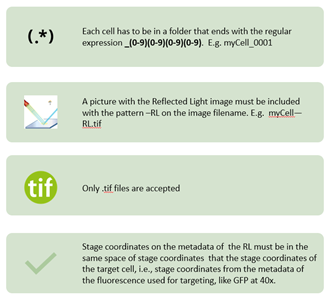 (.*)
Each cell has to be in a folder that ends with the regular
expression _(0-9)(0-9)(0-9)(0-9). E.g. myCell_0001
A picture with the Reflected Light image must be included
with the pattern –RL on the image filename. E.g. myCell—
RL.tif
tif
Only .tif files are accepted
Stage coordinates on the metadata of the RL must be in the
same space of stage coordinates that the stage coordinates of
the target cell, i.e., stage coordinates from the metadata of
the fluorescence used for targeting, like GFP at 40x.